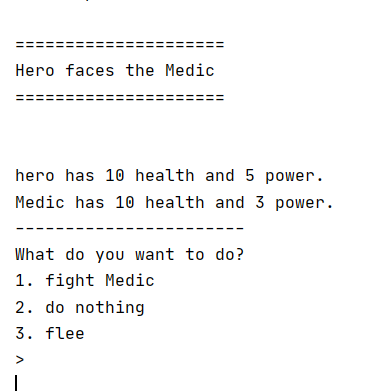 =====================
Hero faces the Medic
=====================
hero has 10 health and 5 power.
Medic has 10 health and 3 power.
-----------------------
What do you want to do?
1. fight Medic
2. do nothing
3. flee
>